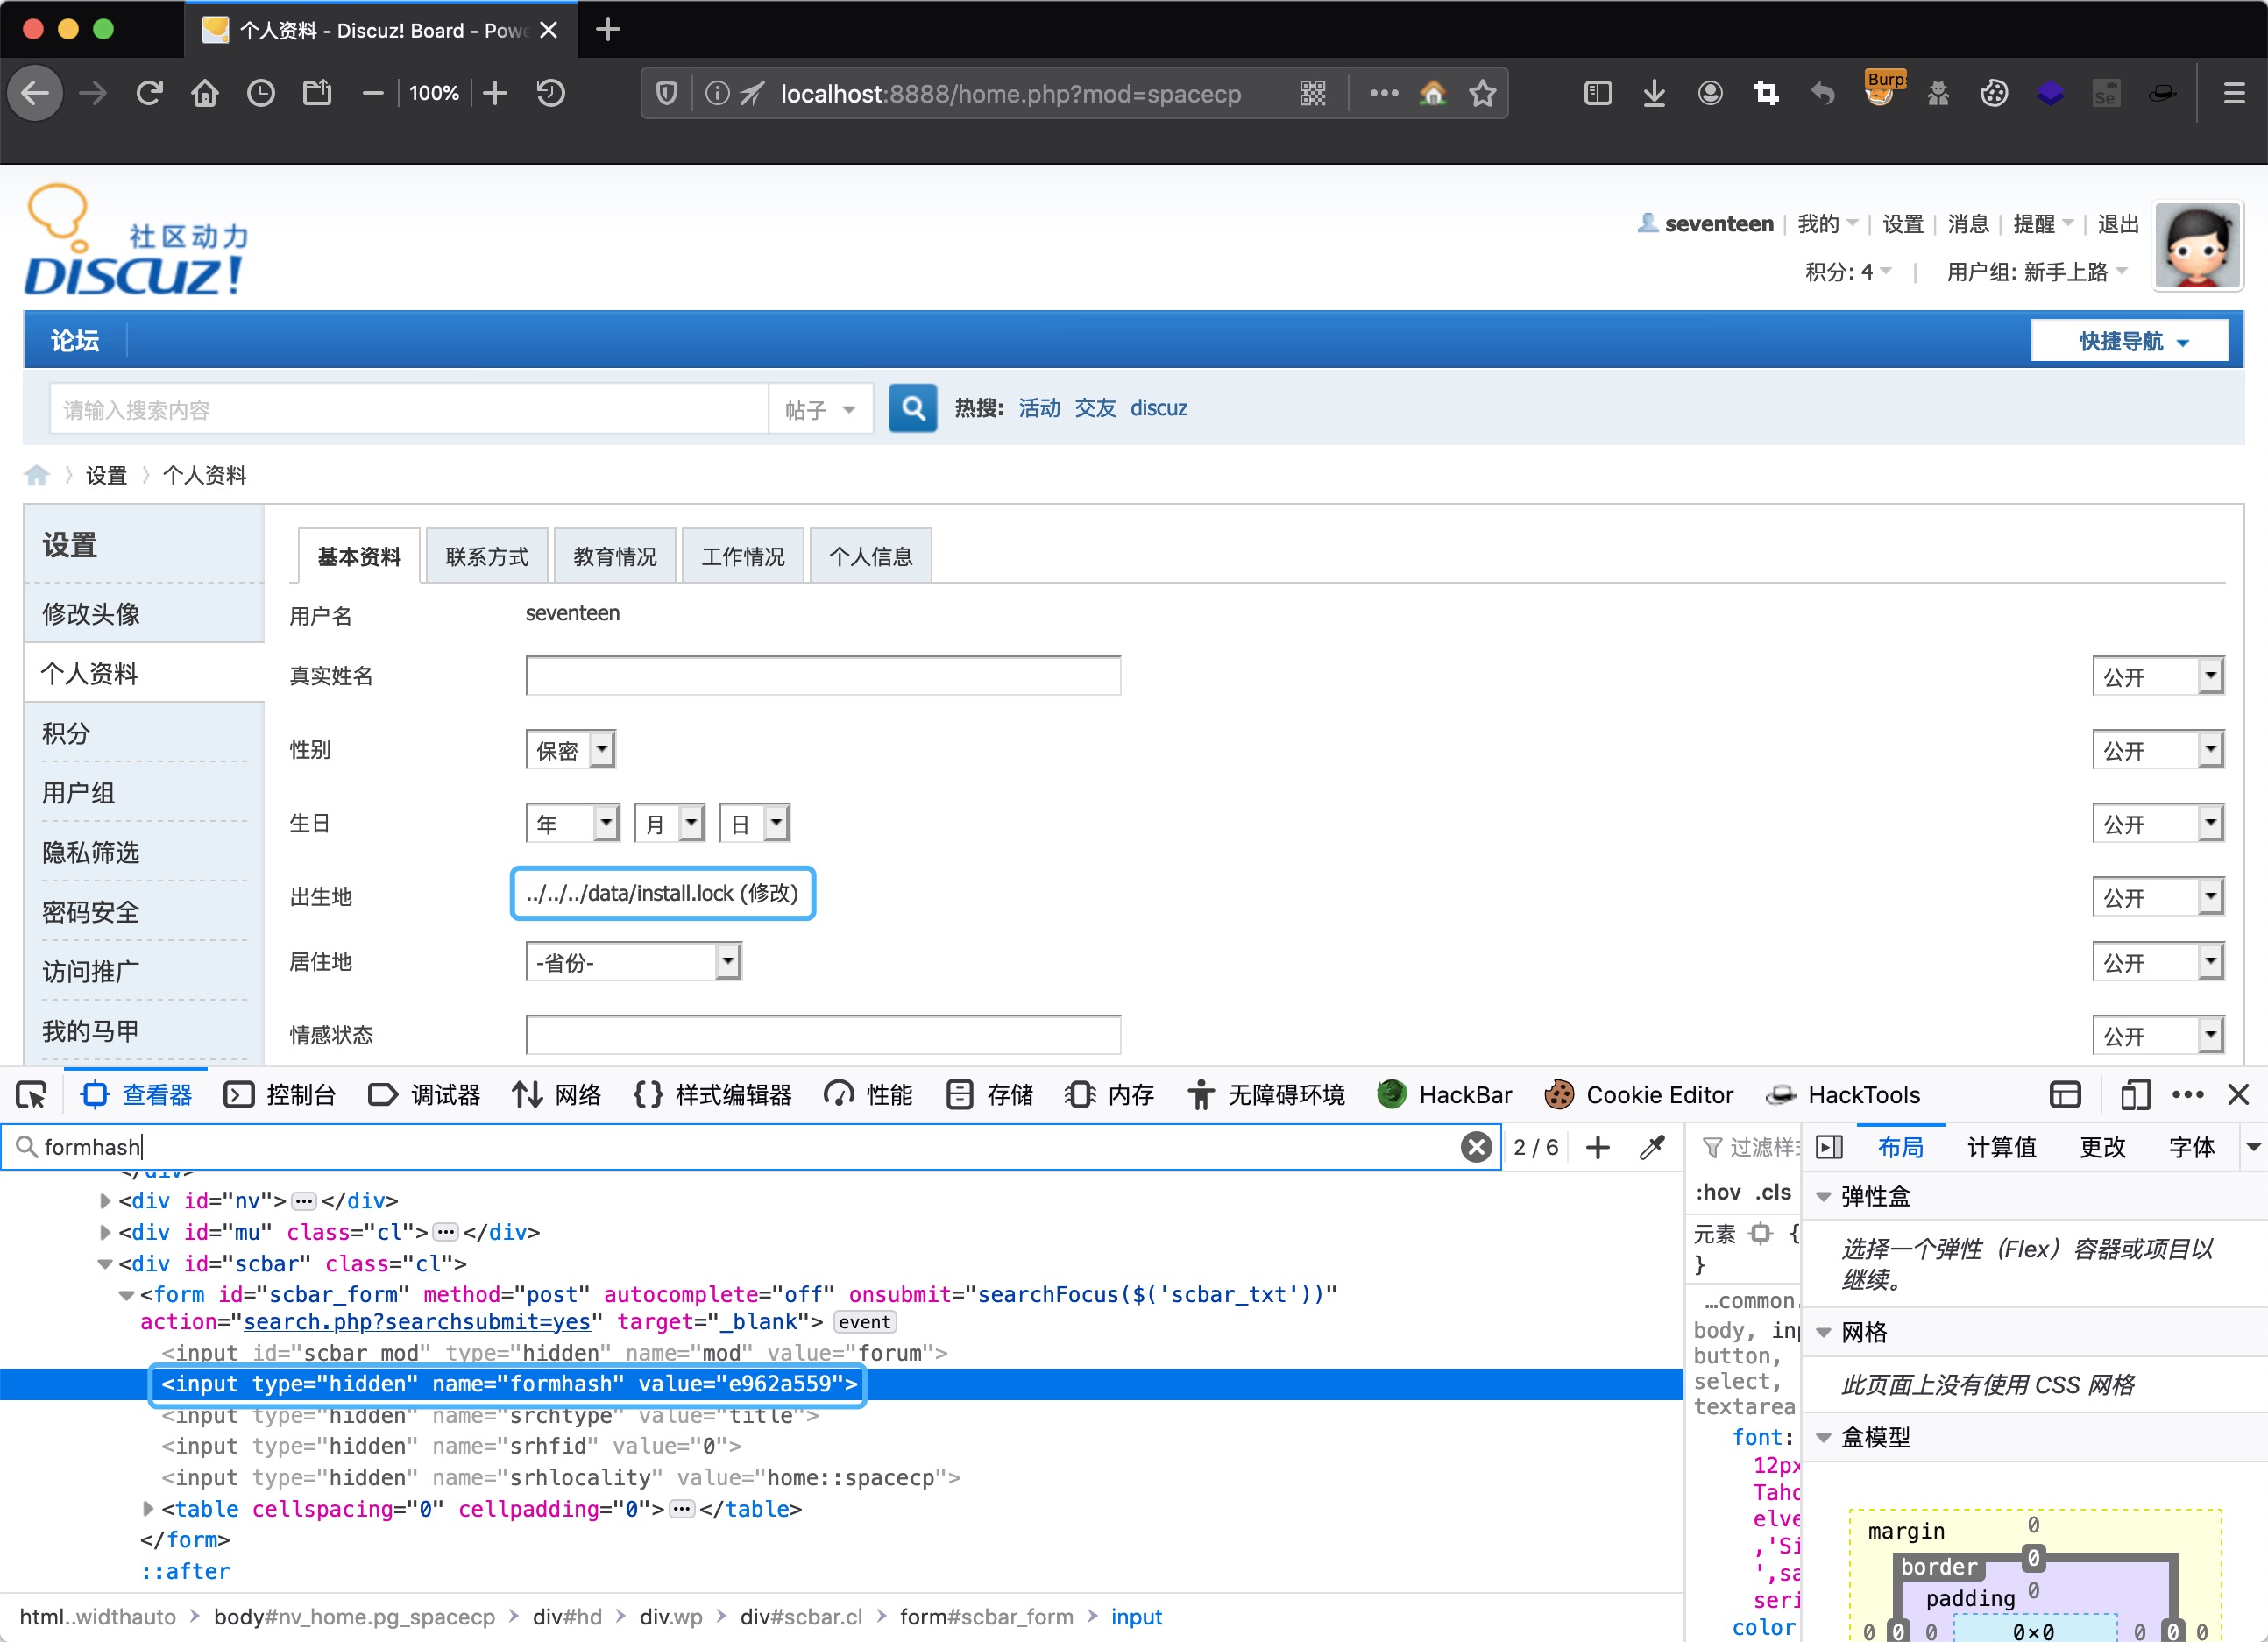 个人资料 - Discuz! Board - Powe
100%
localhost:8888/home.php?mod=spacecp
Burp
Se
社区动力
DISCUZ!
seventeen 我的 设置 消息 提醒 退出
积分: 4 用户组: 新手上路
论坛
快捷导航
请输入搜索内容
帖子
热搜: 活动 交友 discuz
设置 个人资料
设置
修改头像
个人资料
积分
用户组
隐私筛选
密码安全
访问推广
我的马甲
基本资料 联系方式 教育情况 工作情况 个人信息
用户名 seventeen
真实姓名 公开
性别 保密 公开
生日 年 月 日 公开
出生地 ../../../data/install.lock (修改) 公开
居住地 -省份- 公开
情感状态 公开
查看器 控制台 调试器 网络 样式编辑器 性能 存储 内存 无障碍环境 HackBar Cookie Editor HackTools
formhash 2 / 6
</div>
<div id="nv">…</div>
<div id="mu" class="cl">…</div>
<div id="scbar" class="cl">
<form id="scbar_form" method="post" autocomplete="off" onsubmit="searchFocus($('scbar_txt'))"
action="search.php?searchsubmit=yes" target="_blank"> event
<input id="scbar_mod" type="hidden" name="mod" value="forum">
<input type="hidden" name="formhash" value="e962a559">
<input type="hidden" name="srchtype" value="title">
<input type="hidden" name="srhfid" value="0">
<input type="hidden" name="srhlocality" value="home::spacecp">
<table cellspacing="0" cellpadding="0">…</table>
</form>
::after
html..widthauto body#nv_home.pg_spacecp div#hd div.wp div#scbar.cl form#scbar_form input
过滤样式
:hov .cls
元素 {
}
…common.
body, inp
button,
select,
textarea
font:
12px
Taho
elve
,'Si
',sa
seri
color
布局 计算值 更改 字体
弹性盒
选择一个弹性（Flex）容器或项目以
继续。
网格
此页面上没有使用 CSS 网格
盒模型
margin 0
border 0
padding 0
0 0 0 0×0 0 0 0